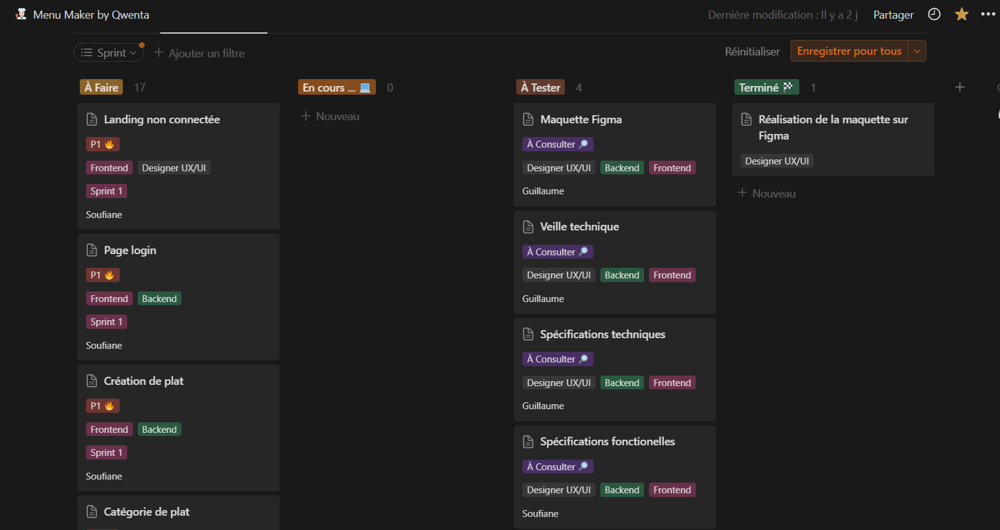 Menu Maker by Qwenta
Dernière modification : Il y a 2 j
Partager
Sprint
Ajouter un filtre
Réinitialiser
Enregistrer pour tous
À Faire 17
Landing non connectée
P1
Frontend Designer UX/UI
Sprint 1
Soufiane
Page login
P1
Frontend Backend
Sprint 1
Soufiane
Création de plat
P1
Frontend Backend
Sprint 1
Soufiane
Catégorie de plat
En cours ... 0
Nouveau
À Tester 4
Maquette Figma
À Consulter
Designer UX/UI Backend Frontend
Guillaume
Veille technique
À Consulter
Designer UX/UI Backend Frontend
Guillaume
Spécifications techniques
À Consulter
Designer UX/UI Backend Frontend
Guillaume
Spécifications fonctionelles
À Consulter
Designer UX/UI Backend Frontend
Soufiane
Terminé 1
Réalisation de la maquette sur
Figma
Designer UX/UI
Nouveau